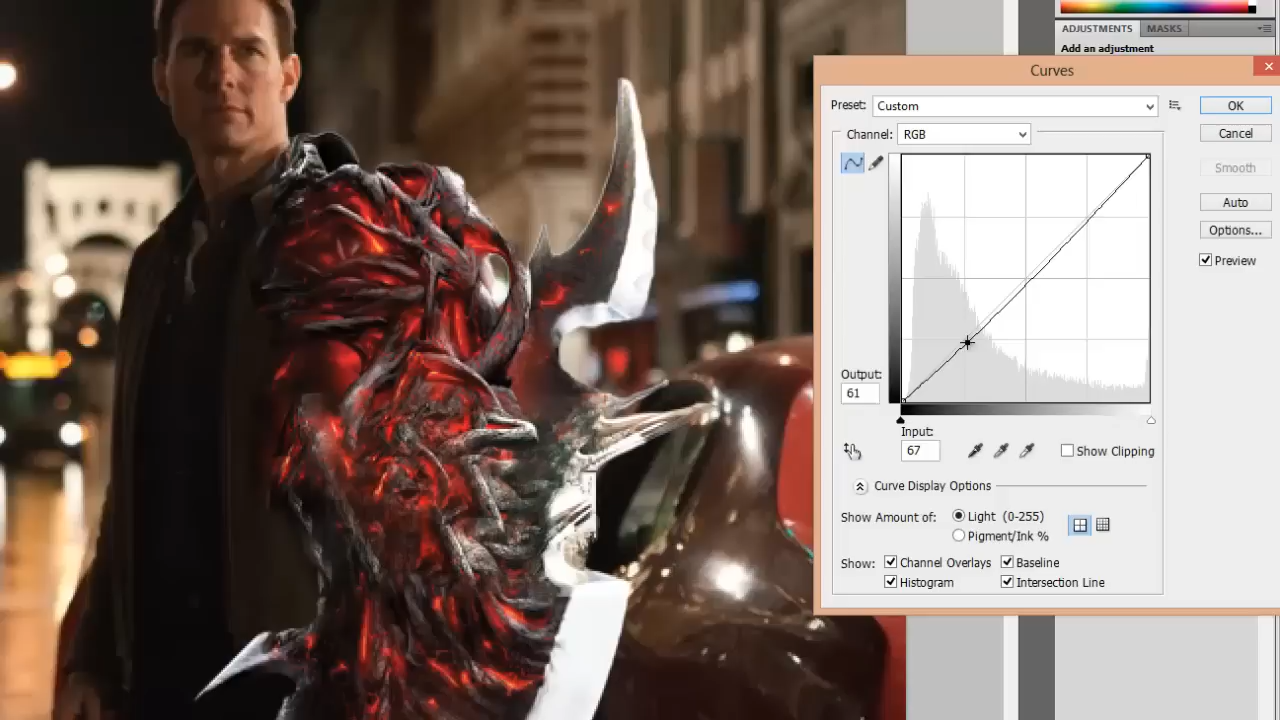 ADJUSTMENTS
MASKS
Add an adjustment
Curves
Preset: Custom
OK
Channel: RGB
Cancel
Smooth
Auto
Options...
Preview
Output:
61
Input:
67
Show Clipping
Curve Display Options
Show Amount of:
Light (0-255)
Pigment/Ink %
Show:
Channel Overlays
Baseline
Histogram
Intersection Line